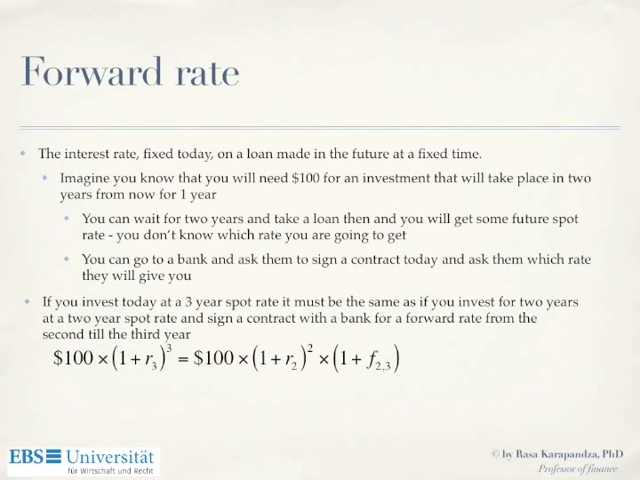 Forward rate
The interest rate, fixed today, on a loan made in the future at a fixed time.
Imagine you know that you will need $100 for an investment that will take place in two
years from now for 1 year
You can wait for two years and take a loan then and you will get some future spot
rate - you don't know which rate you are going to get
You can go to a bank and ask them to sign a contract today and ask them which rate
they will give you
If you invest today at a 3 year spot rate it must be the same as if you invest for two years
at a two year spot rate and sign a contract with a bank for a forward rate from the
second till the third year
$100 × (1 + r₃)³ = $100 × (1 + r₂)² × (1 + f₂,₃)
EBS Universität
für Wirtschaft und Recht
© by Rasa Karapandza, PhD
Professor of finance